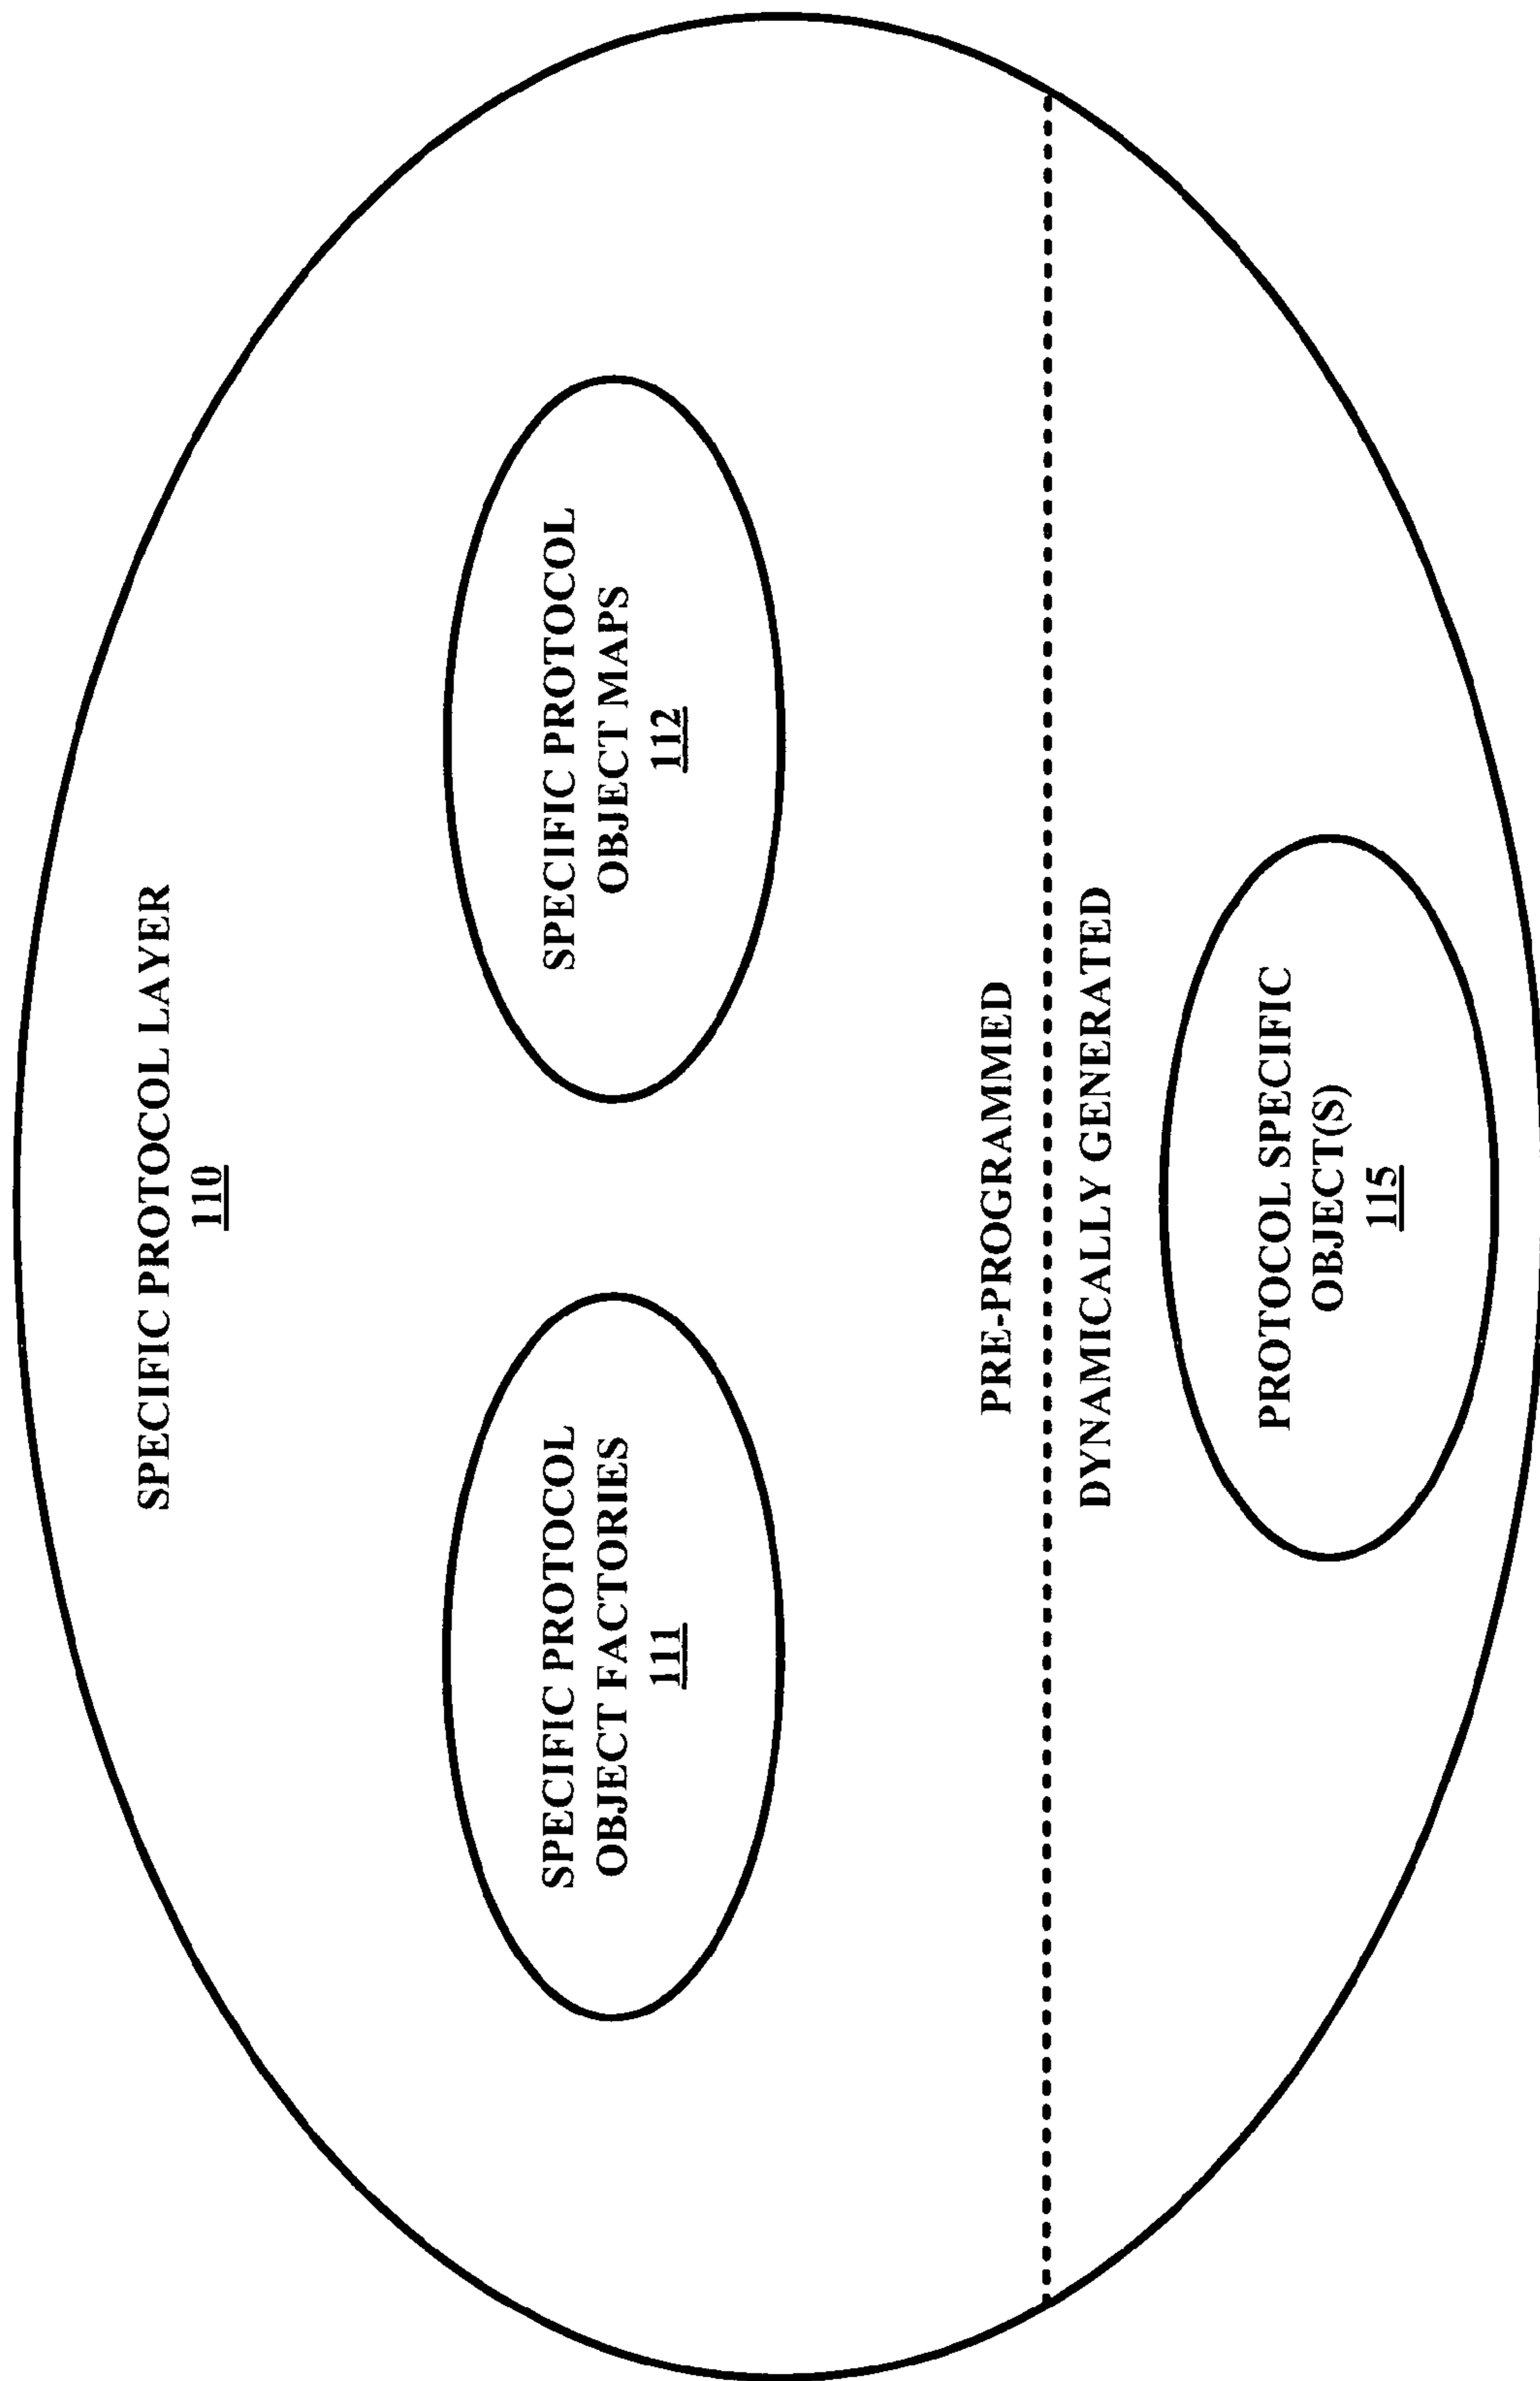 SPECIFIC PROTOCOL LAYER
110
SPECIFIC PROTOCOL
OBJECT FACTORIES
111
SPECIFIC PROTOCOL
OBJECT MAPS
112
PRE-PROGRAMMED
DYNAMICALLY GENERATED
PROTOCOL SPECIFIC
OBJECT(S)
115